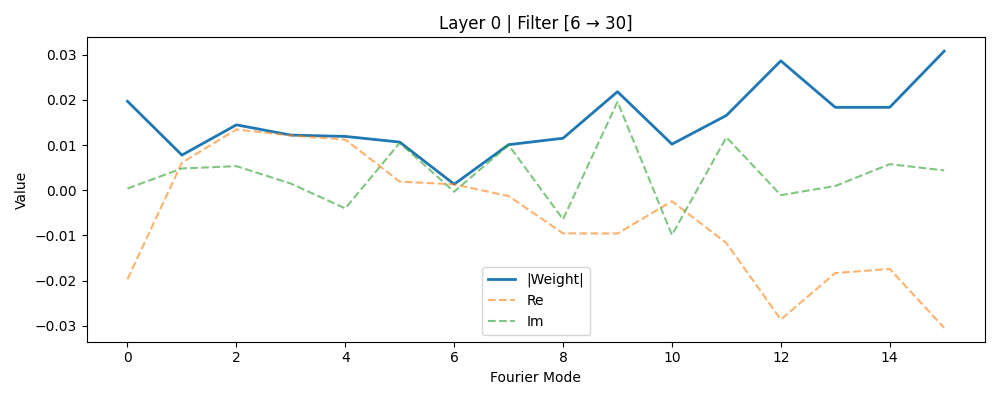 Layer 0 | Filter [6 → 30]
Value
0.03
0.02
0.01
0.00
−0.01
−0.02
−0.03
|Weight|
Re
Im
0 2 4 6 8 10 12 14
Fourier Mode